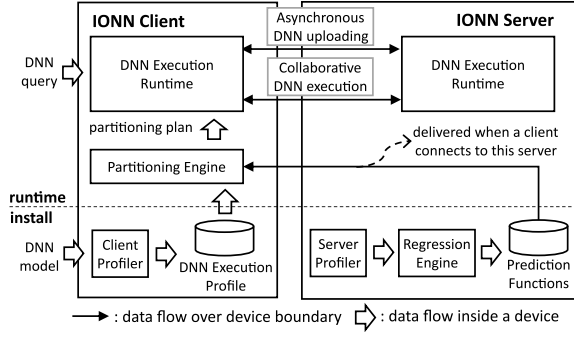 IONN Client
Asynchronous
DNN uploading
IONN Server
DNN
query
DNN Execution
Runtime
Collaborative
DNN execution
DNN Execution
Runtime
partitioning plan
delivered when a client
connects to this server
Partitioning Engine
runtime
install
DNN
model
Client
Profiler
DNN Execution
Profile
Server
Profiler
Regression
Engine
Prediction
Functions
: data flow over device boundary
: data flow inside a device